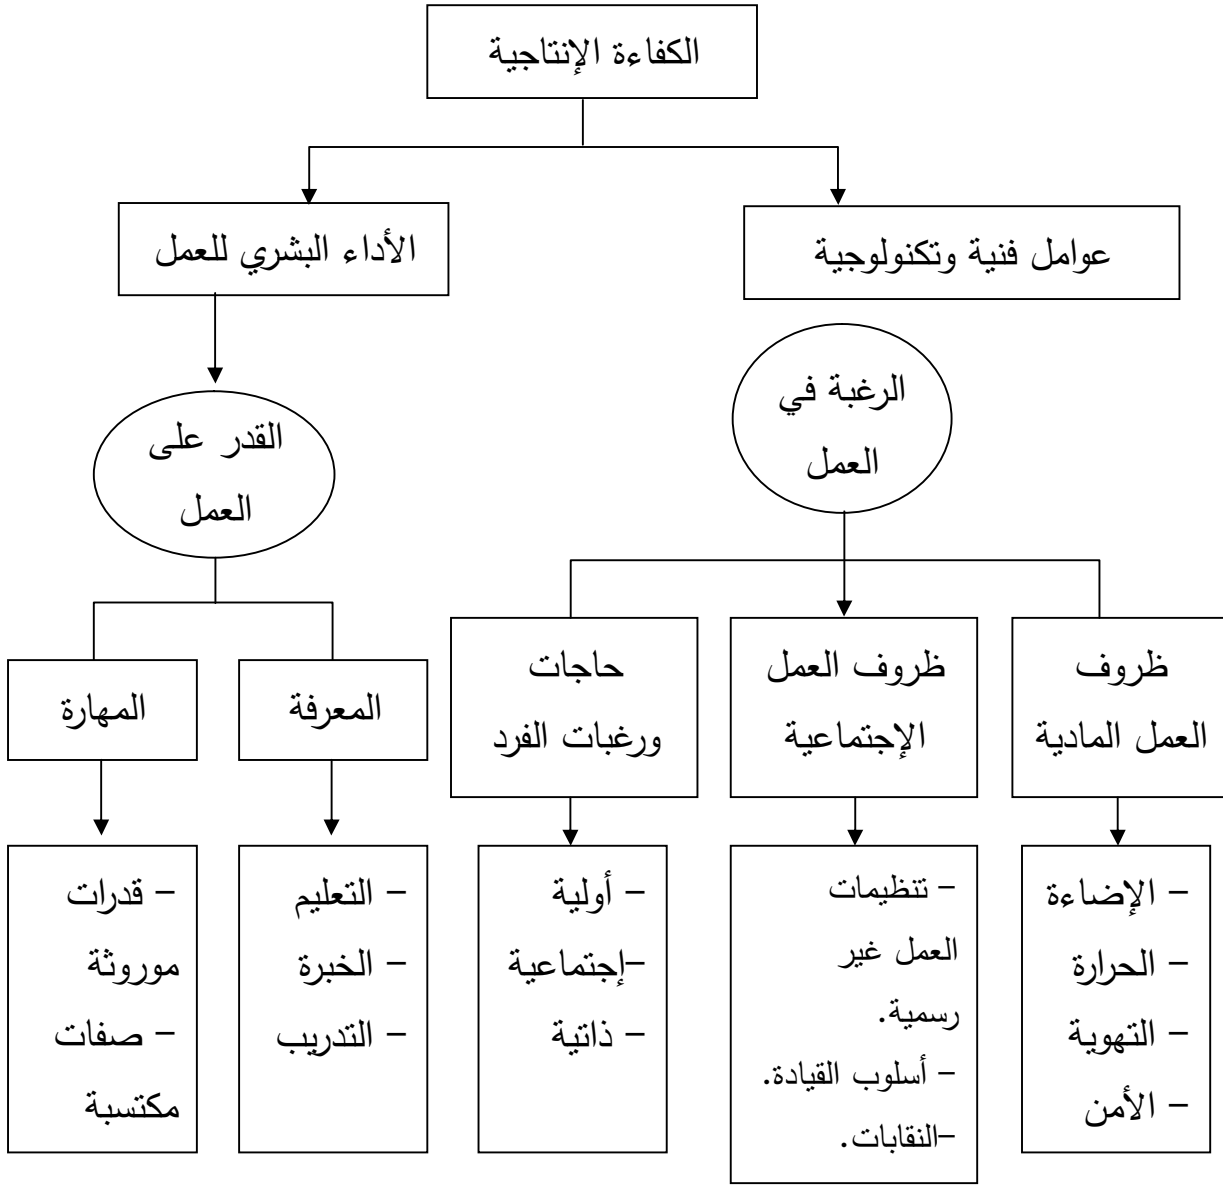 الكفاءة الإنتاجية
عوامل فنية وتكنولوجية
الأداء البشري للعمل
الرغبة في
العمل
القدر على
العمل
ظروف
العمل المادية
ظروف العمل
الإجتماعية
حاجات
ورغبات الفرد
المعرفة
المهارة
– الإضاءة
– الحرارة
– التهوية
– الأمن
– تنظيمات
العمل غير
رسمية.
– أسلوب القيادة.
–النقابات.
– أولية
–إجتماعية
– ذاتية
– التعليم
– الخبرة
– التدريب
– قدرات
موروثة
– صفات
مكتسبة